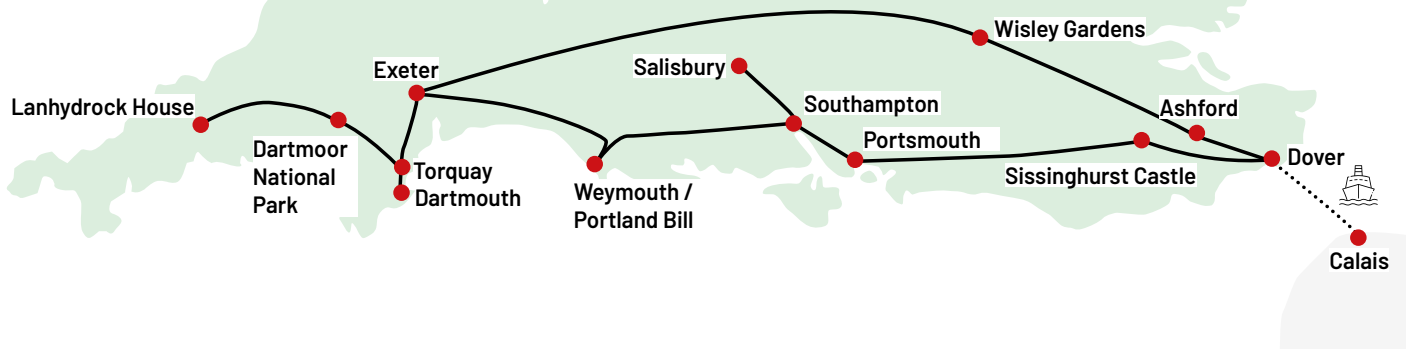 Wisley Gardens
Exeter
Salisbury
Lanhydrock House
Southampton
Ashford
Portsmouth
Dartmoor
National
Park
Torquay
Dartmouth
Weymouth /
Portland Bill
Sissinghurst Castle
Dover
Calais